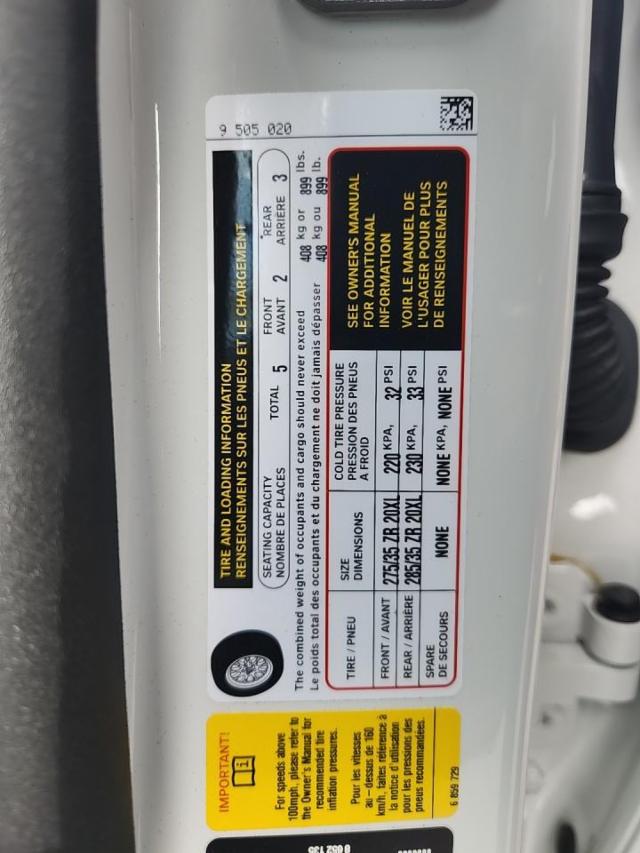 9 505 020
TIRE AND LOADING INFORMATION
RENSEIGNEMENTS SUR LES PNEUS ET LE CHARGEMENT
SEATING CAPACITY
NOMBRE DE PLACES
TOTAL 5
FRONT
AVANT 2
REAR
ARRIÈRE 3
The combined weight of occupants and cargo should never exceed 408 kg or 899 lbs.
Le poids total des occupants et du chargement ne doit jamais dépasser 408 kg ou 899 lb.
TIRE / PNEU
SIZE
DIMENSIONS
COLD TIRE PRESSURE
PRESSION DES PNEUS
A FROID
FRONT / AVANT 275/35 ZR 20XL 220 KPA, 32 PSI
REAR / ARRIÈRE 285/35 ZR 20XL 230 KPA, 33 PSI
SPARE
DE SECOURS NONE NONE KPA, NONE PSI
SEE OWNER'S MANUAL
FOR ADDITIONAL
INFORMATION
VOIR LE MANUEL DE
L'USAGER POUR PLUS
DE RENSEIGNEMENTS
IMPORTANT!
For speeds above
100mph, please refer to
the Owner's Manual for
recommended tire
inflation pressures.
Pour les vitesses
au-dessus de 160
km/h, faites référence à
la notice d'utilisation
pour les pressions des
pneus recommandées.
6 859 729